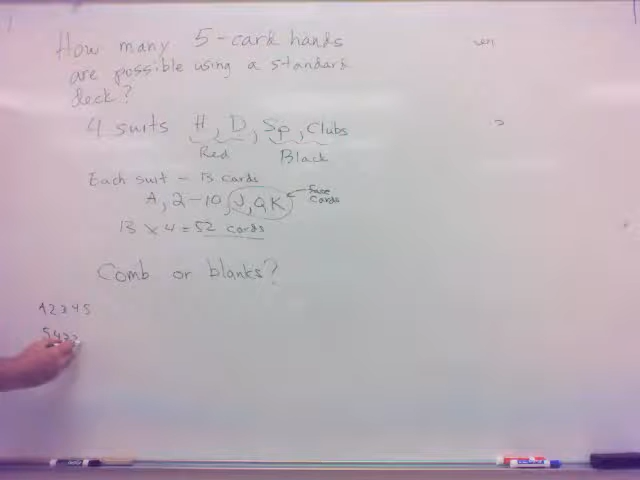 How many 5-card hands
are possible using a standard
deck?
4 suits H, D, Sp, Clubs
Red Black
Each suit - 13 cards
A, 2-10, J, Q, K ← Face
Cards
13 x 4 = 52 cards
Comb or blanks?
A 2 3 4 5
5 4 3 2